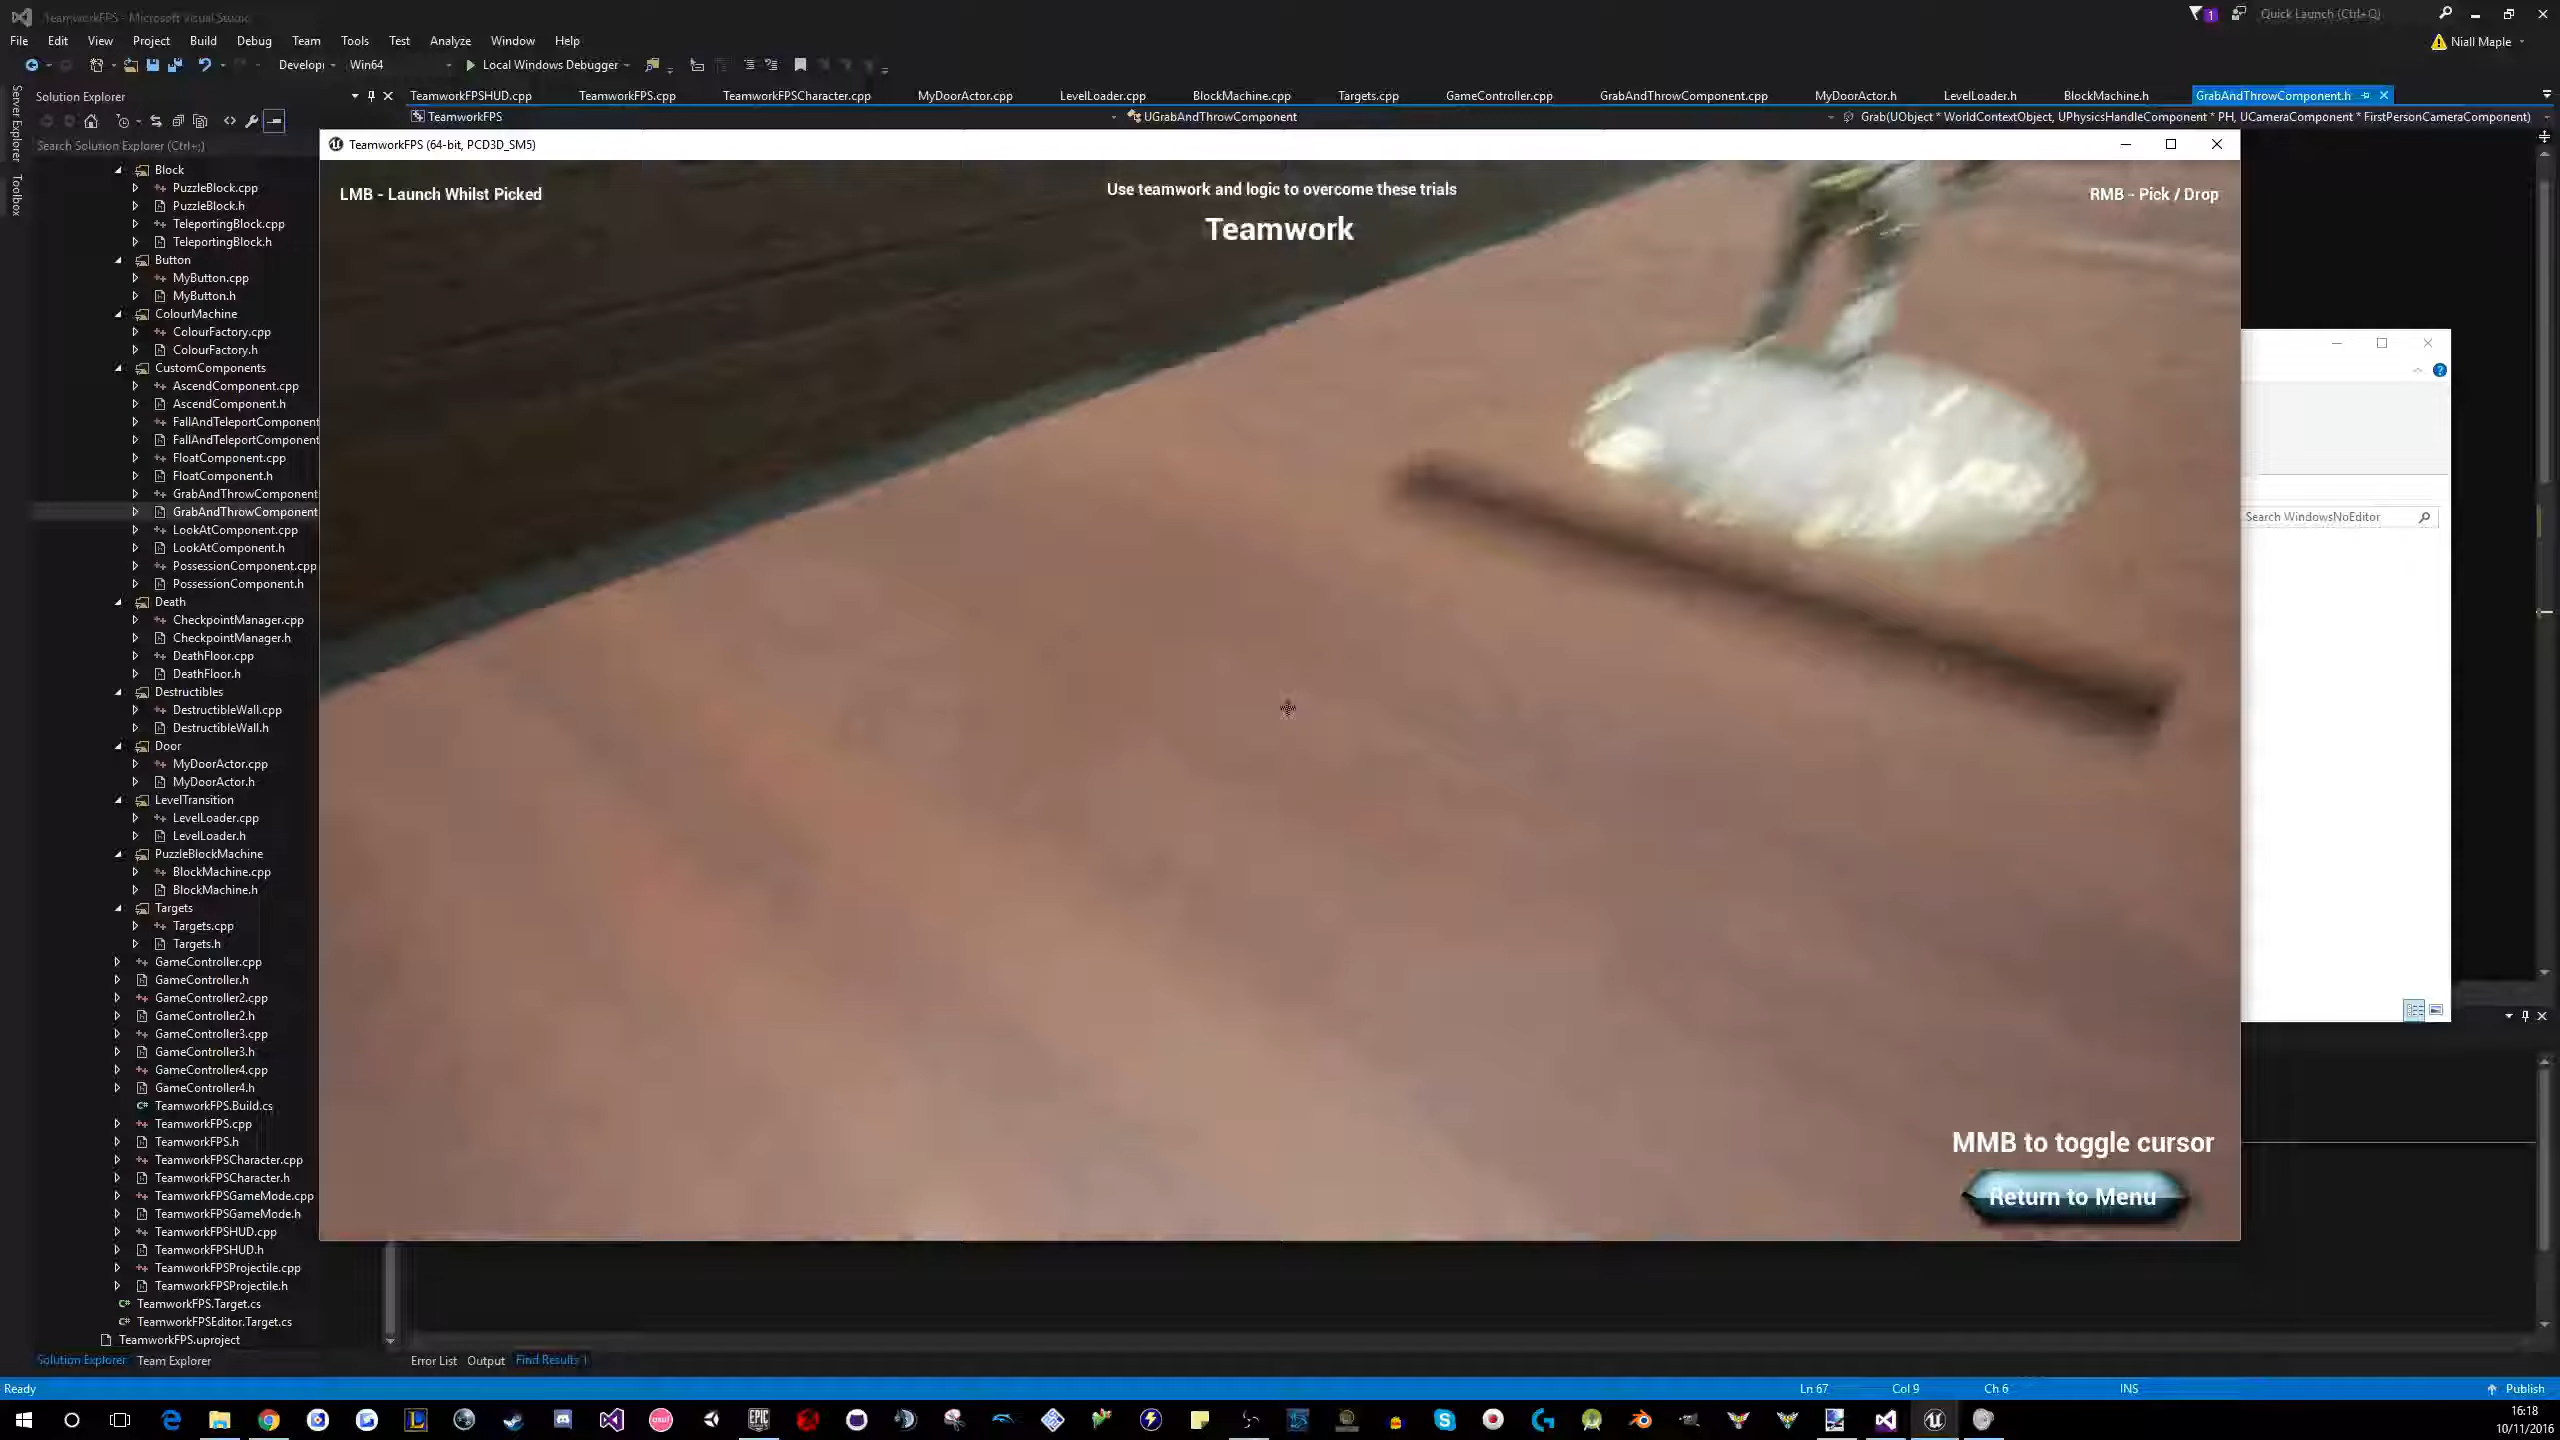 TeamworkFPS - Microsoft Visual Studio
1
Quick Launch (Ctrl+Q)
File Edit View Project Build Debug Team Tools Test Analyze Window Help
Niall Maple
Develop Win64 Local Windows Debugger
Server Explorer
Toolbox
Solution Explorer
TeamworkFPSHUD.cpp TeamworkFPS.cpp TeamworkFPSCharacter.cpp MyDoorActor.cpp LevelLoader.cpp BlockMachine.cpp Targets.cpp GameController.cpp GrabAndThrowComponent.cpp MyDoorActor.h LevelLoader.h BlockMachine.h GrabAndThrowComponent.h
TeamworkFPS UGrabAndThrowComponent Grab(UObject * WorldContextObject, UPhysicsHandleComponent * PH, UCameraComponent * FirstPersonCameraComponent)
Search Solution Explorer (Ctrl+;)
TeamworkFPS (64-bit, PCD3D_SM5)
LMB - Launch Whilst Picked
Use teamwork and logic to overcome these trials
RMB - Pick / Drop
Teamwork
Block
PuzzleBlock.cpp
PuzzleBlock.h
TeleportingBlock.cpp
TeleportingBlock.h
Button
MyButton.cpp
MyButton.h
ColourMachine
ColourFactory.cpp
ColourFactory.h
CustomComponents
AscendComponent.cpp
AscendComponent.h
FallAndTeleportComponent
FallAndTeleportComponent
FloatComponent.cpp
FloatComponent.h
GrabAndThrowComponent
GrabAndThrowComponent
LookAtComponent.cpp
LookAtComponent.h
PossessionComponent.cpp
PossessionComponent.h
Death
CheckpointManager.cpp
CheckpointManager.h
DeathFloor.cpp
DeathFloor.h
Destructibles
DestructibleWall.cpp
DestructibleWall.h
Door
MyDoorActor.cpp
MyDoorActor.h
LevelTransition
LevelLoader.cpp
LevelLoader.h
PuzzleBlockMachine
BlockMachine.cpp
BlockMachine.h
Targets
Targets.cpp
Targets.h
GameController.cpp
GameController.h
GameController2.cpp
GameController2.h
GameController3.cpp
GameController3.h
GameController4.cpp
GameController4.h
TeamworkFPS.Build.cs
TeamworkFPS.cpp
TeamworkFPS.h
TeamworkFPSCharacter.cpp
TeamworkFPSCharacter.h
TeamworkFPSGameMode.cpp
TeamworkFPSGameMode.h
TeamworkFPSHUD.cpp
TeamworkFPSHUD.h
TeamworkFPSProjectile.cpp
TeamworkFPSProjectile.h
TeamworkFPS.Target.cs
TeamworkFPSEditor.Target.cs
TeamworkFPS.uproject
Search WindowsNoEditor
MMB to toggle cursor
Return to Menu
Solution Explorer Team Explorer
Error List Output Find Results 1
Ready Ln 67 Col 9 Ch 6 INS Publish
EPIC
16:18
10/11/2016